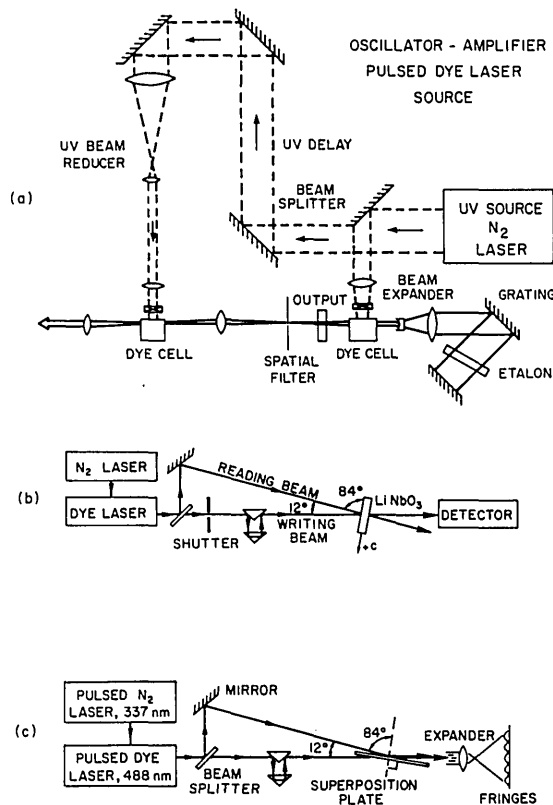 (a)
OSCILLATOR - AMPLIFIER
PULSED DYE LASER
SOURCE
UV BEAM
REDUCER
UV DELAY
BEAM
SPLITTER
UV SOURCE
N2
LASER
BEAM
EXPANDER
OUTPUT
GRATING
DYE CELL
SPATIAL
FILTER
DYE CELL
ETALON
(b)
N2 LASER
DYE LASER
SHUTTER
READING BEAM
12°
WRITING
BEAM
84°
LiNbO3
+c
DETECTOR
(c)
PULSED N2
LASER, 337 nm
PULSED DYE
LASER, 488 nm
MIRROR
BEAM
SPLITTER
12°
84°
SUPERPOSITION
PLATE
EXPANDER
FRINGES